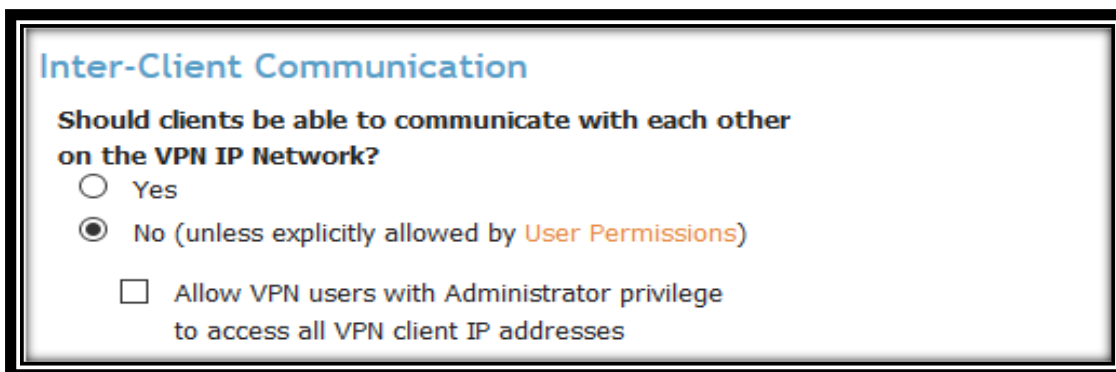 Inter-Client Communication
Should clients be able to communicate with each other
on the VPN IP Network?
Yes
No (unless explicitly allowed by User Permissions)
Allow VPN users with Administrator privilege
to access all VPN client IP addresses